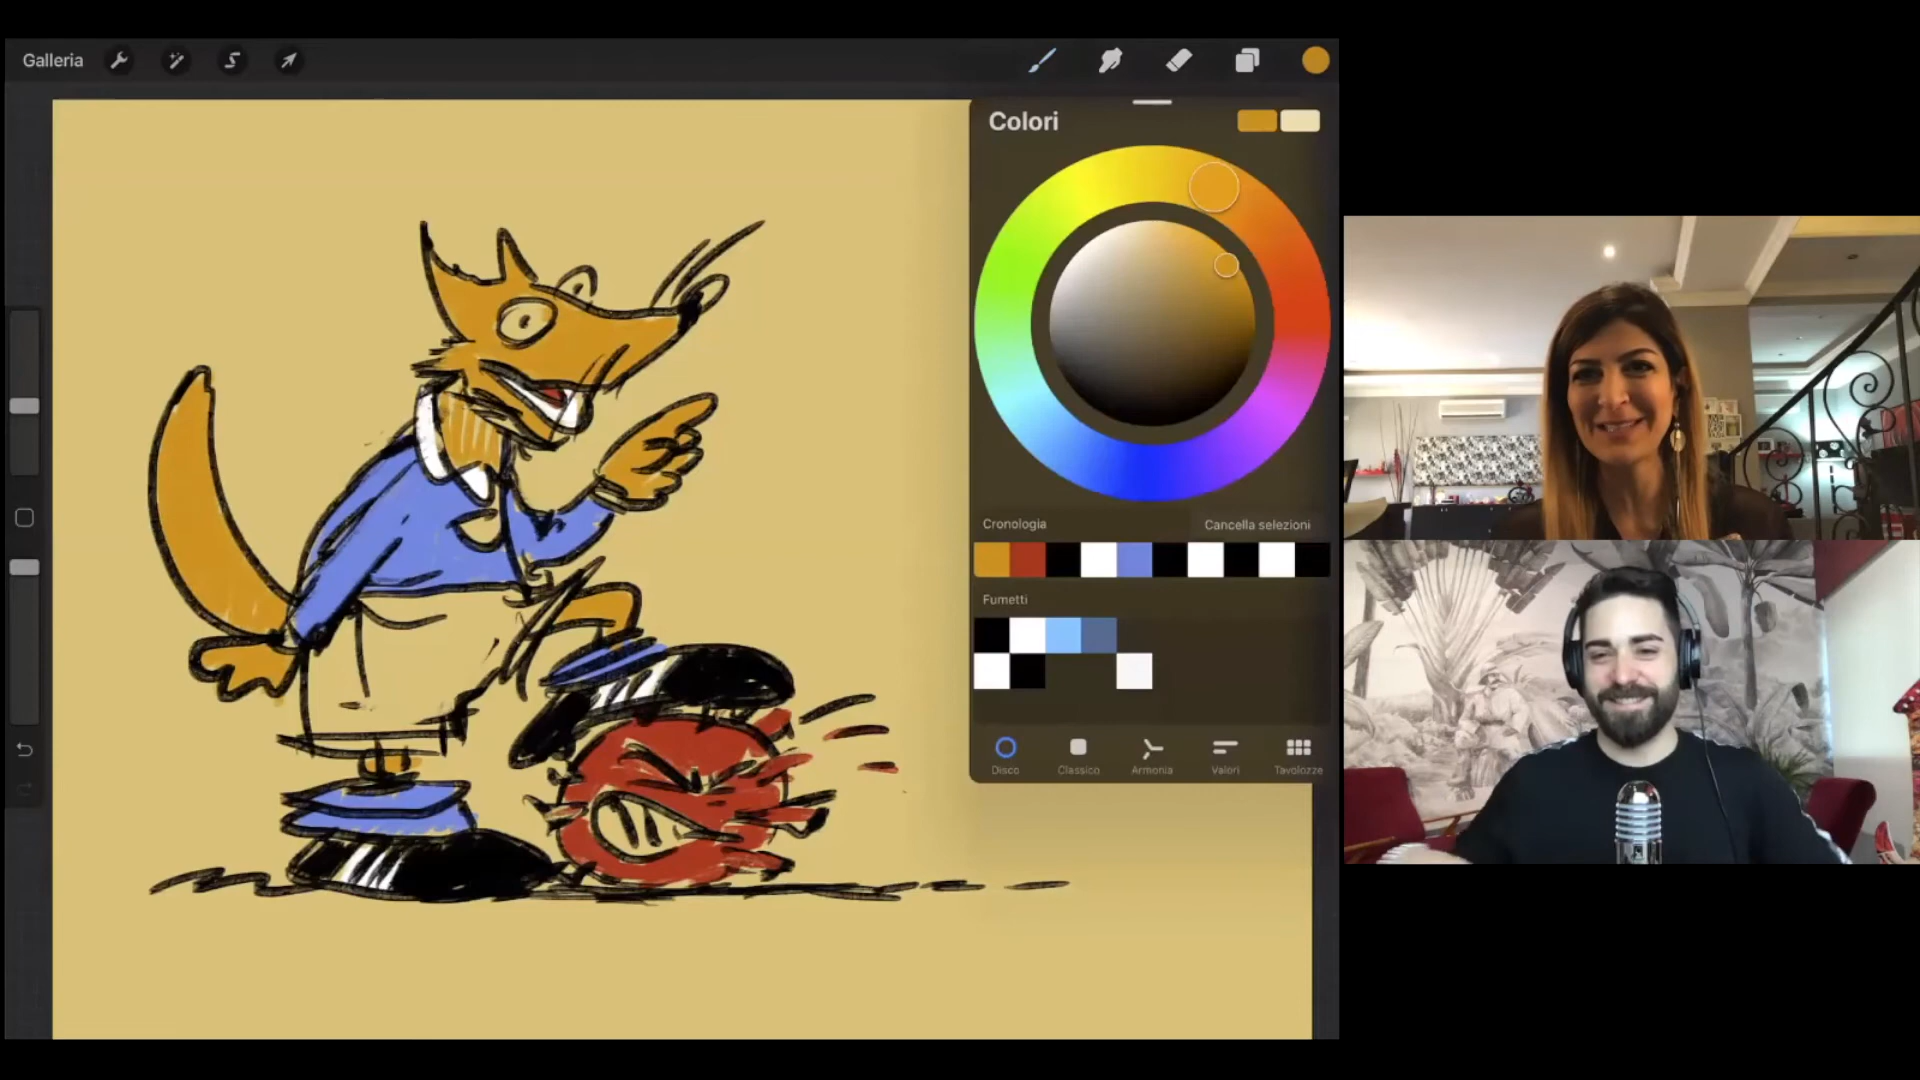 Galleria
Colori
Cronologia Cancella selezioni
Fumetti
Disco Classico Armonia Valori Tavolozze